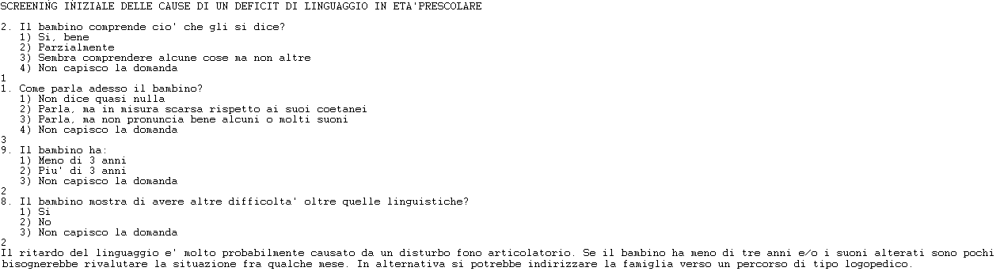 SCREENING INIZIALE DELLE CAUSE DI UN DEFICIT DI LINGUAGGIO IN ETA'PRESCOLARE
2. Il bambino comprende cio' che gli si dice?
1) Si, bene
2) Parzialmente
3) Sembra comprendere alcune cose ma non altre
4) Non capisco la domanda
1
1. Come parla adesso il bambino?
1) Non dice quasi nulla
2) Parla, ma in misura scarsa rispetto ai suoi coetanei
3) Parla, ma non pronuncia bene alcuni o molti suoni
4) Non capisco la domanda
3
9. Il bambino ha:
1) Meno di 3 anni
2) Piu' di 3 anni
3) Non capisco la domanda
2
8. Il bambino mostra di avere altre difficolta' oltre quelle linguistiche?
1) Si
2) No
3) Non capisco la domanda
2
Il ritardo del linguaggio e' molto probabilmente causato da un disturbo fono articolatorio. Se il bambino ha meno di tre anni e/o i suoni alterati sono pochi
bisognerebbe rivalutare la situazione fra qualche mese. In alternativa si potrebbe indirizzare la famiglia verso un percorso di tipo logopedico.